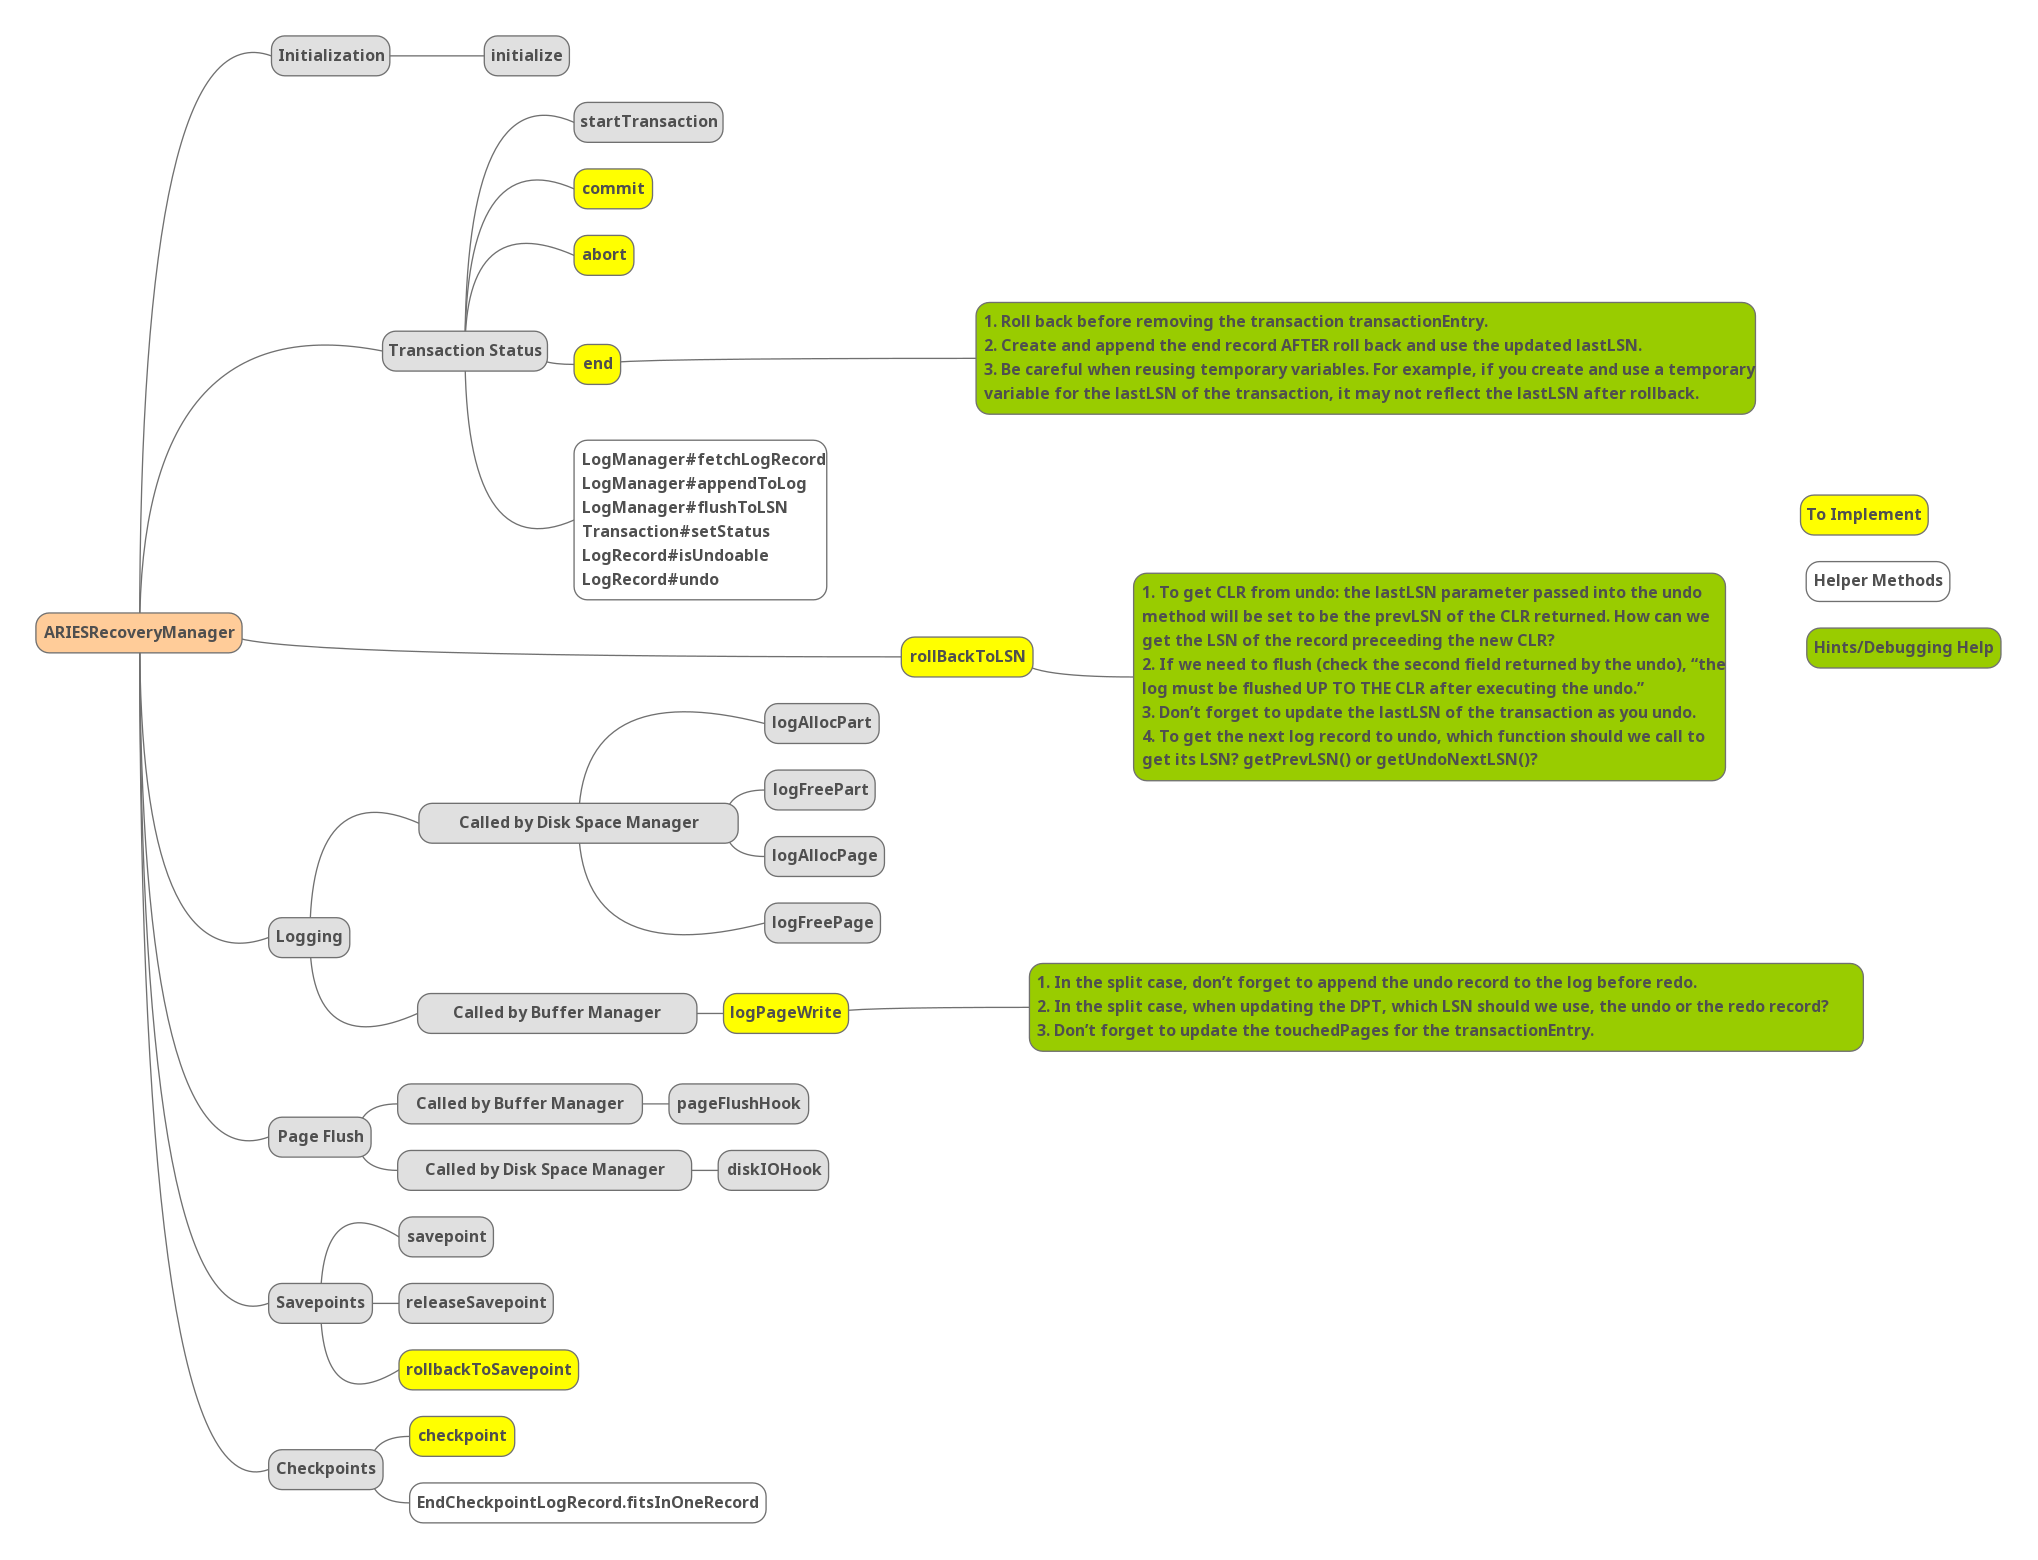 Initialization
initialize
startTransaction
commit
abort
Transaction Status
end
1. Roll back before removing the transaction transactionEntry.
2. Create and append the end record AFTER roll back and use the updated lastLSN.
3. Be careful when reusing temporary variables. For example, if you create and use a temporary
variable for the lastLSN of the transaction, it may not reflect the lastLSN after rollback.
LogManager#fetchLogRecord
LogManager#appendToLog
LogManager#flushToLSN
Transaction#setStatus
LogRecord#isUndoable
LogRecord#undo
To Implement
Helper Methods
Hints/Debugging Help
ARIESRecoveryManager
rollBackToLSN
1. To get CLR from undo: the lastLSN parameter passed into the undo
method will be set to be the prevLSN of the CLR returned. How can we
get the LSN of the record preceeding the new CLR?
2. If we need to flush (check the second field returned by the undo), “the
log must be flushed UP TO THE CLR after executing the undo.”
3. Don’t forget to update the lastLSN of the transaction as you undo.
4. To get the next log record to undo, which function should we call to
get its LSN? getPrevLSN() or getUndoNextLSN()?
logAllocPart
logFreePart
Called by Disk Space Manager
logAllocPage
logFreePage
Logging
Called by Buffer Manager
logPageWrite
1. In the split case, don’t forget to append the undo record to the log before redo.
2. In the split case, when updating the DPT, which LSN should we use, the undo or the redo record?
3. Don’t forget to update the touchedPages for the transactionEntry.
Called by Buffer Manager
pageFlushHook
Page Flush
Called by Disk Space Manager
diskIOHook
savepoint
Savepoints
releaseSavepoint
rollbackToSavepoint
checkpoint
Checkpoints
EndCheckpointLogRecord.fitsInOneRecord